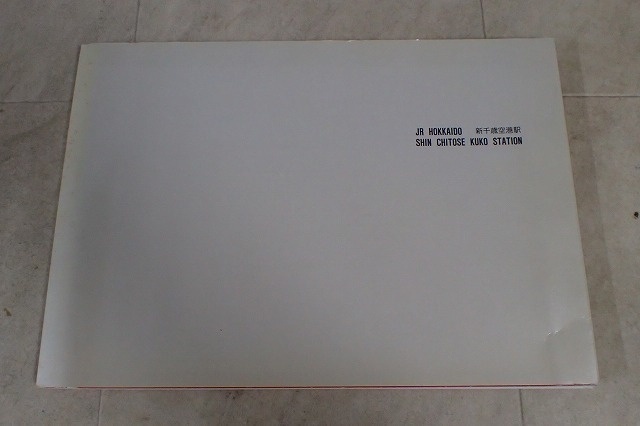 JR HOKKAIDO 新千歳空港駅
SHIN CHITOSE KUKO STATION